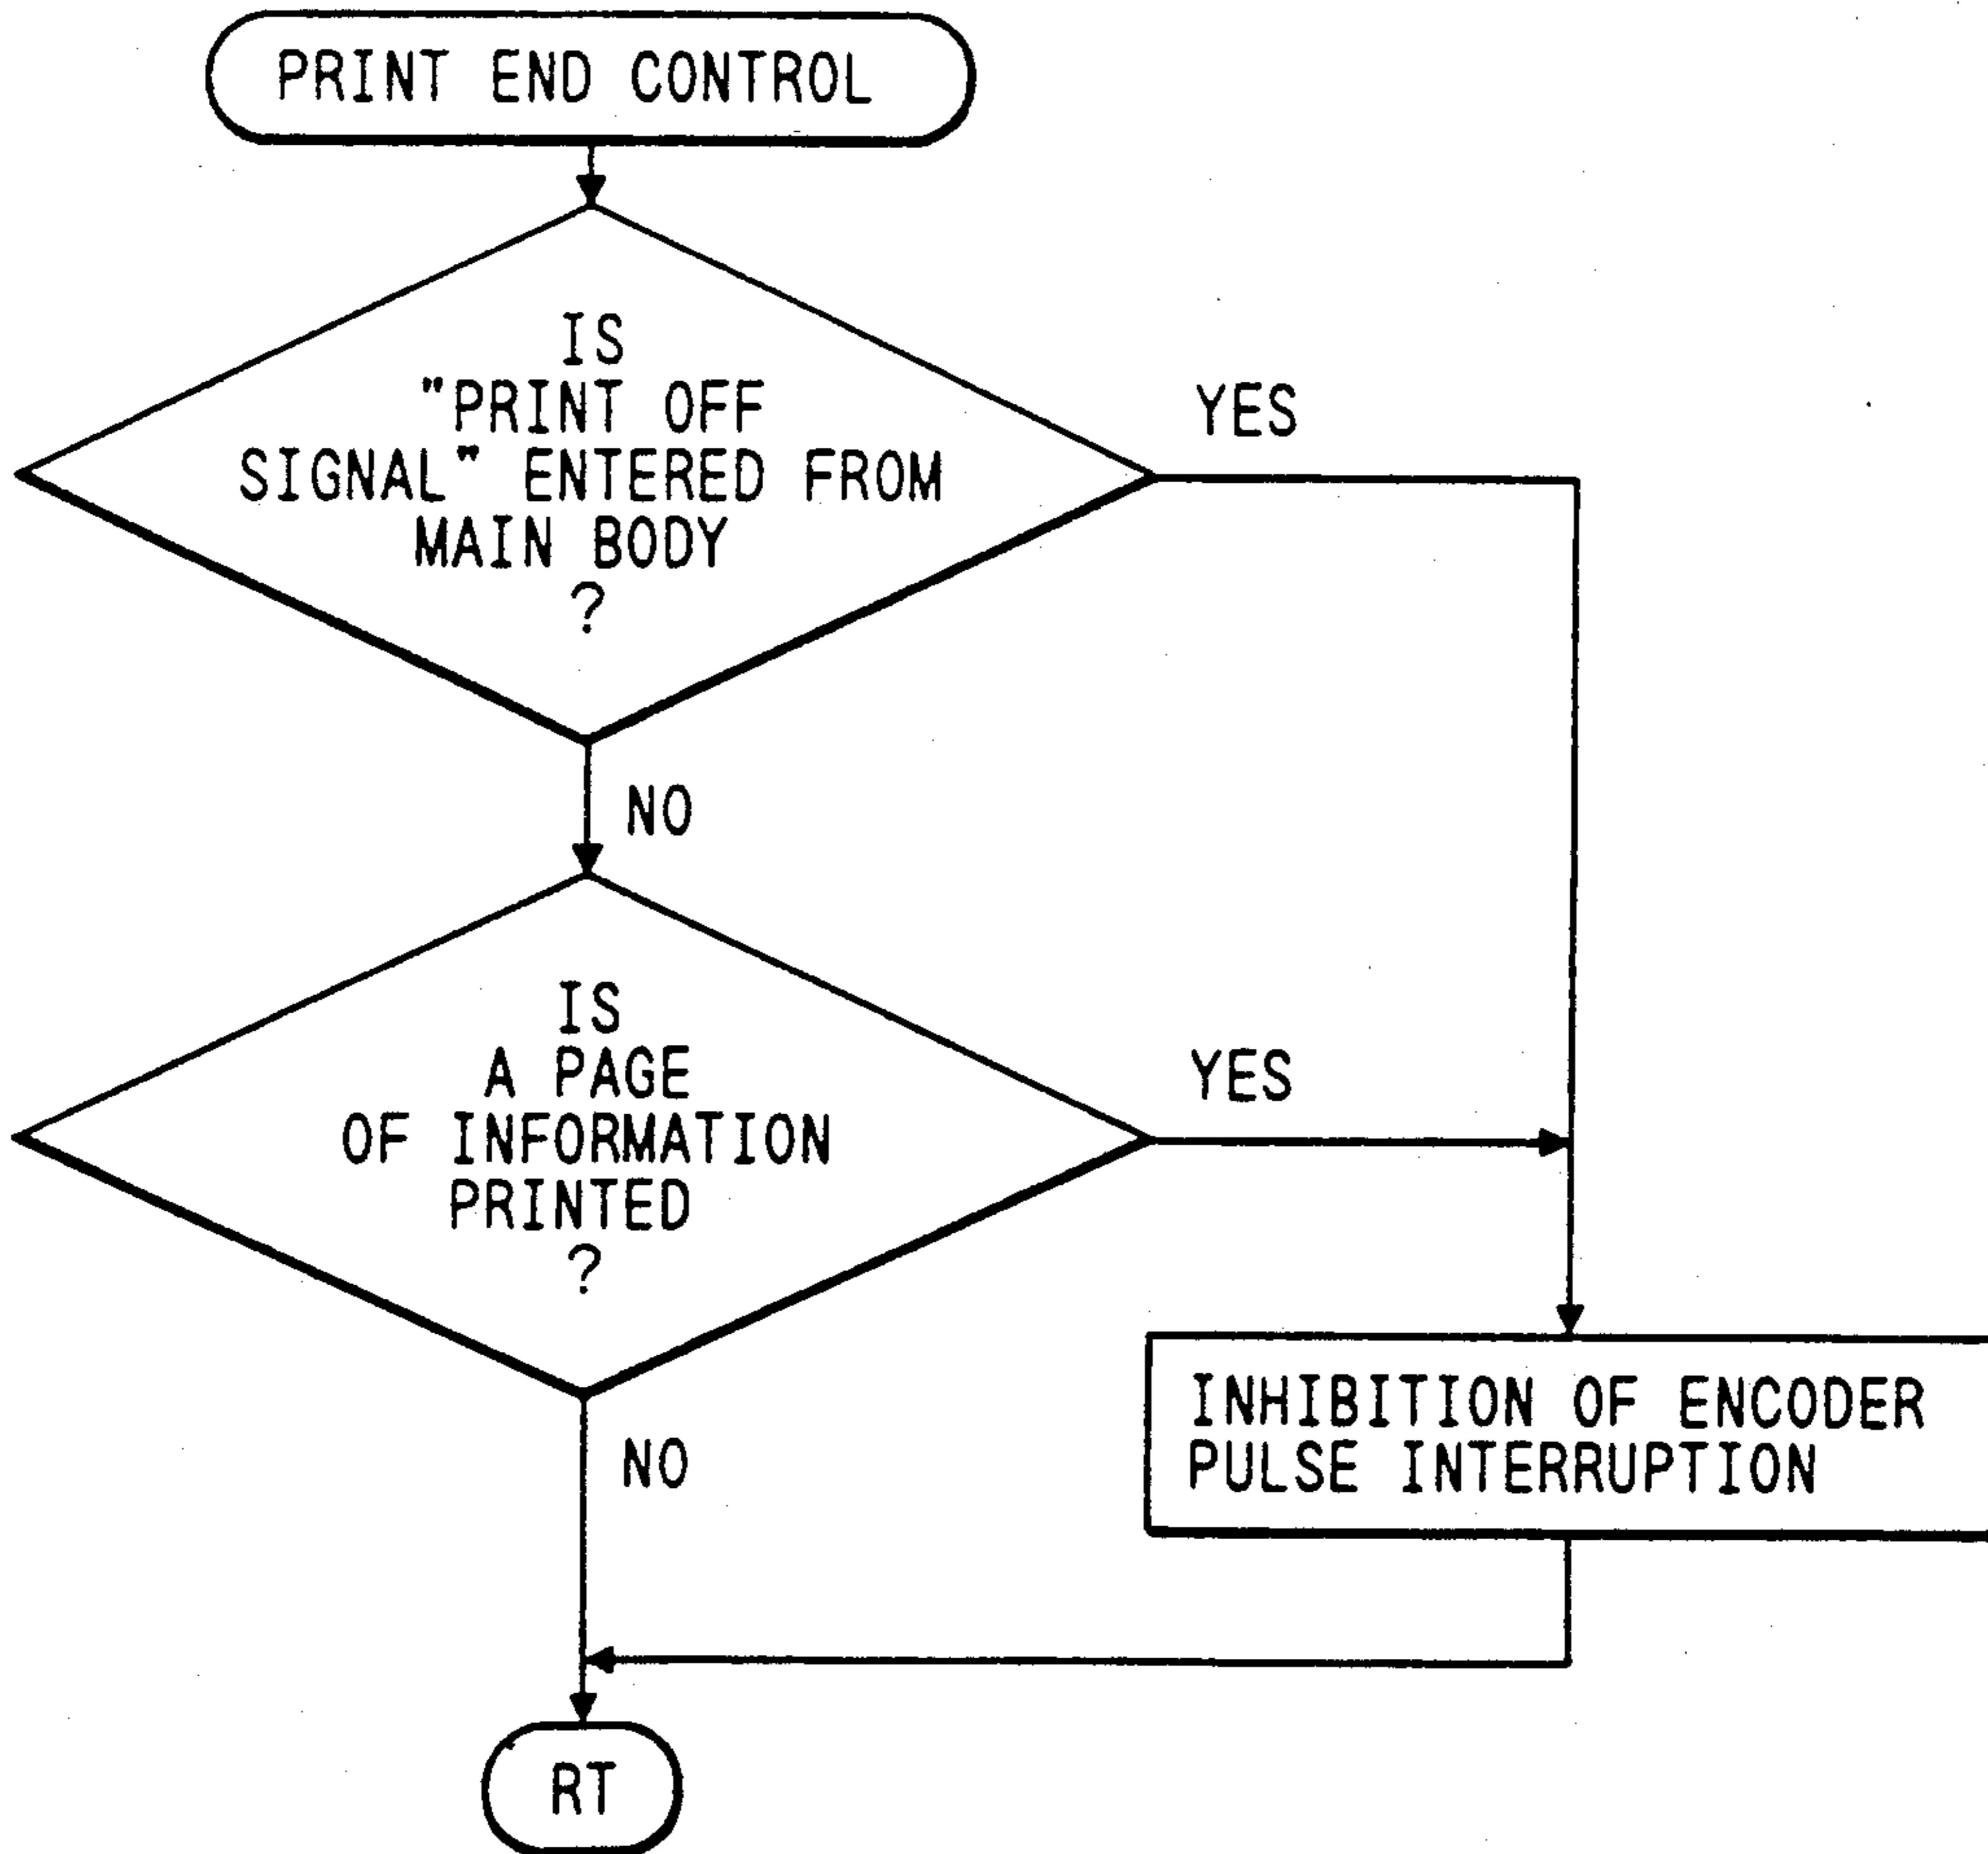 PRINT END CONTROL
IS
"PRINT OFF
SIGNAL" ENTERED FROM
MAIN BODY
?
YES
NO
IS
A PAGE
OF INFORMATION
PRINTED
?
YES
NO
INHIBITION OF ENCODER
PULSE INTERRUPTION
RT